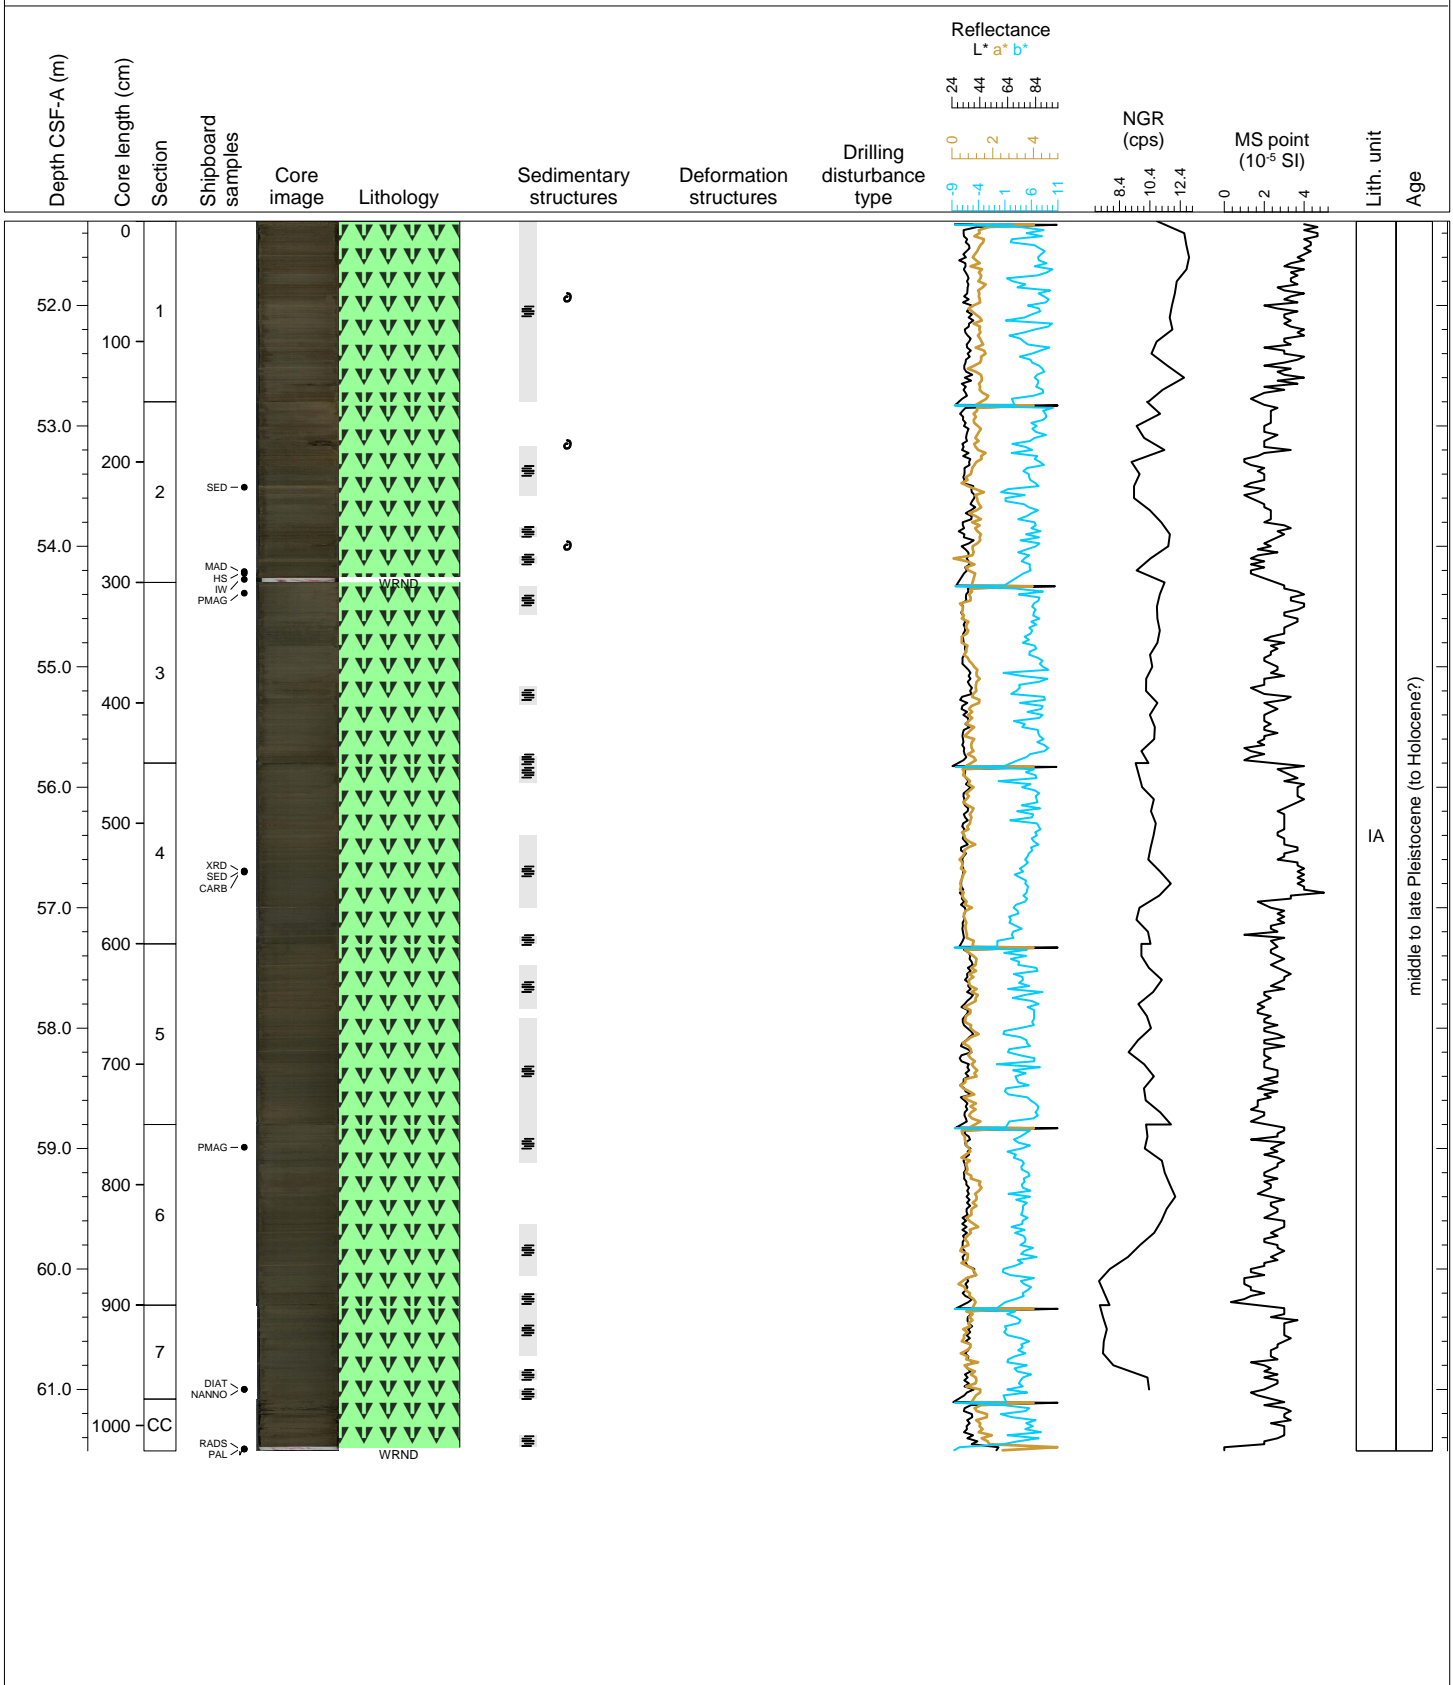 Reflectance
L* a* b*
24 44 64 84
0 2 4
-9 -4 1 6 11
NGR
(cps)
8.4 10.4 12.4
MS point
(10-5 SI)
0 2 4
Depth CSF-A (m)
Core length (cm)
Section
Shipboard
samples
Core
image
Lithology
Sedimentary
structures
Deformation
structures
Drilling
disturbance
type
Lith. unit
Age
0
52.0
1
100
53.0
200
2
SED
54.0
MAD
HS
IW
PMAG
300
WRND
55.0
3
400
56.0
500
4
XRD
SED
CARB
IA
middle to late Pleistocene (to Holocene?)
57.0
600
58.0
5
700
59.0
PMAG
800
6
60.0
900
7
DIAT
NANNO
61.0
1000
CC
RADS
PAL
WRND